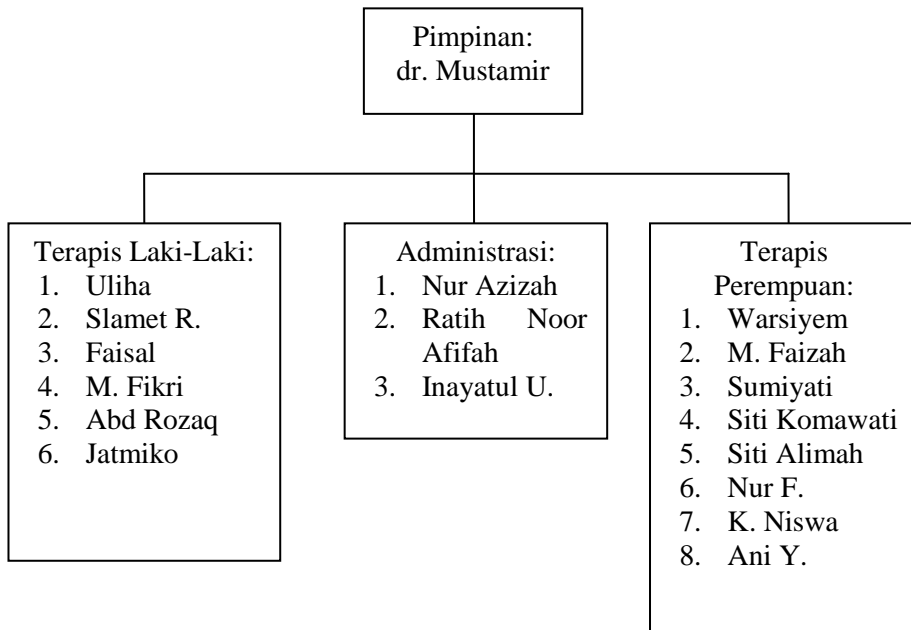 Pimpinan:
dr. Mustamir
Terapis Laki-Laki:
1. Uliha
2. Slamet R.
3. Faisal
4. M. Fikri
5. Abd Rozaq
6. Jatmiko
Administrasi:
1. Nur Azizah
2. Ratih Noor
Afifah
3. Inayatul U.
Terapis
Perempuan:
1. Warsiyem
2. M. Faizah
3. Sumiyati
4. Siti Komawati
5. Siti Alimah
6. Nur F.
7. K. Niswa
8. Ani Y.